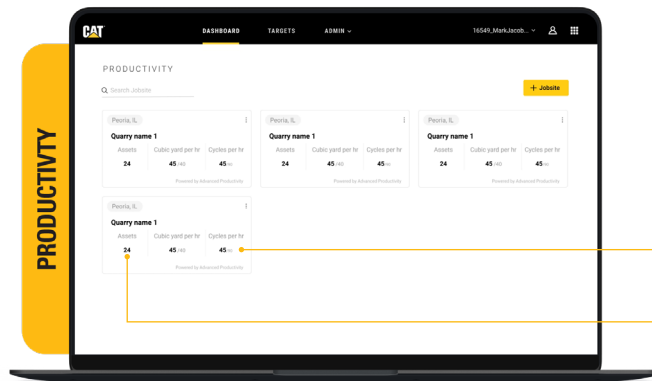 PRODUCTIVTY
CAT
DASHBOARD TARGETS ADMIN
16549_MarkJacob...
PRODUCTIVITY
Search Jobsite
+ Jobsite
Peoria, IL
Quarry name 1
Assets Cubic yard per hr Cycles per hr
24 45 /40 45
Powered by Advanced Productivity
Peoria, IL
Quarry name 1
Assets Cubic yard per hr Cycles per hr
24 45 /40 45
Powered by Advanced Productivity
Peoria, IL
Quarry name 1
Assets Cubic yard per hr Cycles per hr
24 45 /40 45
Powered by Advanced Productivity
Peoria, IL
Quarry name 1
Assets Cubic yard per hr Cycles per hr
24 45 /40 45
Powered by Advanced Productivity